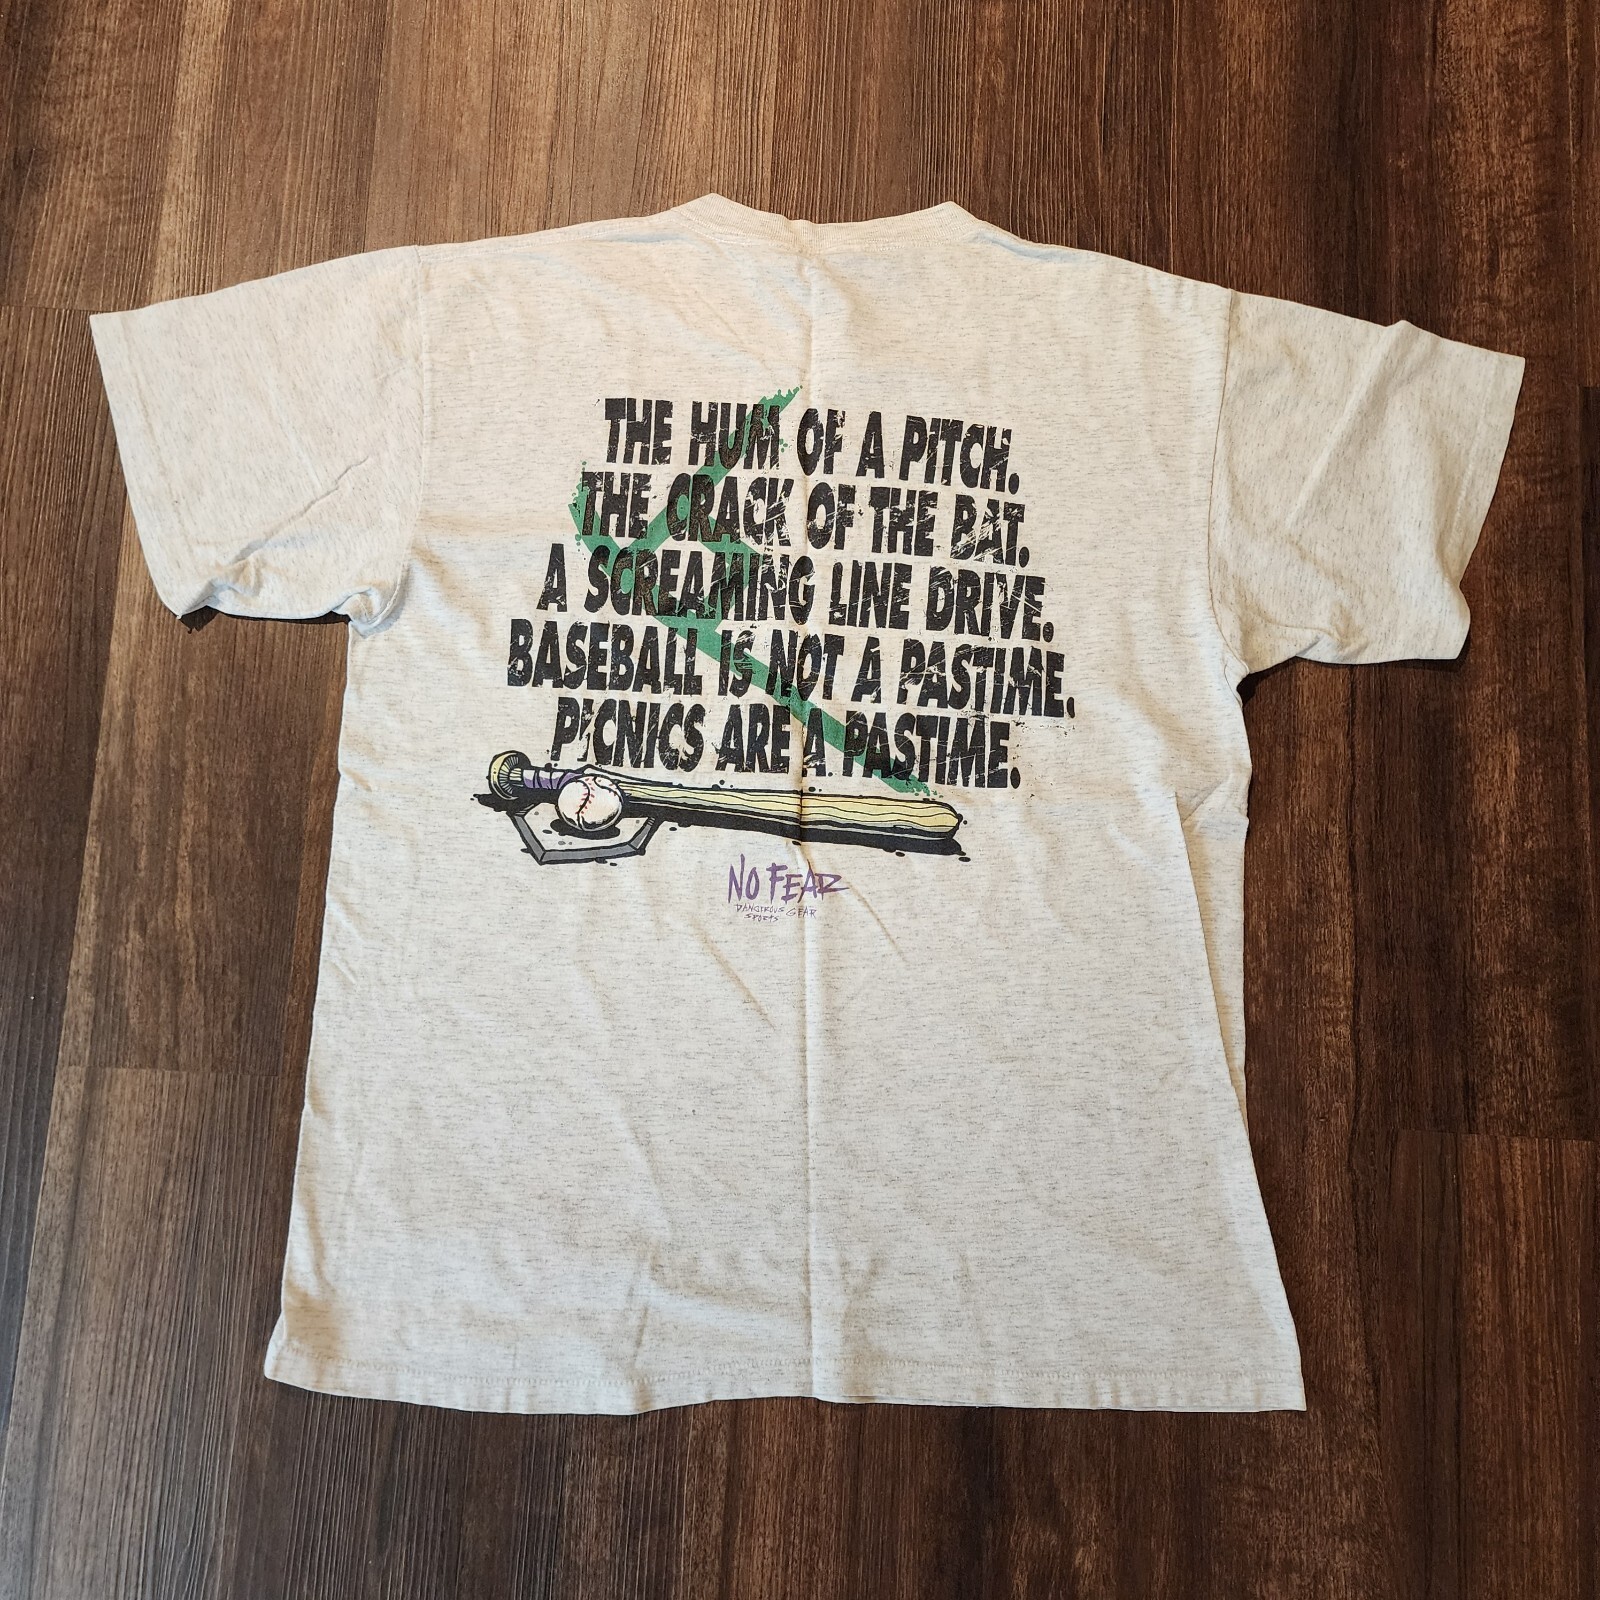 THE HUM OF A PITCH.
THE CRACK OF THE BAT.
A SCREAMING LINE DRIVE.
BASEBALL IS NOT A PASTIME.
PICNICS ARE A PASTIME.
NO FEAR
DANGEROUS GEAR
SPORTS